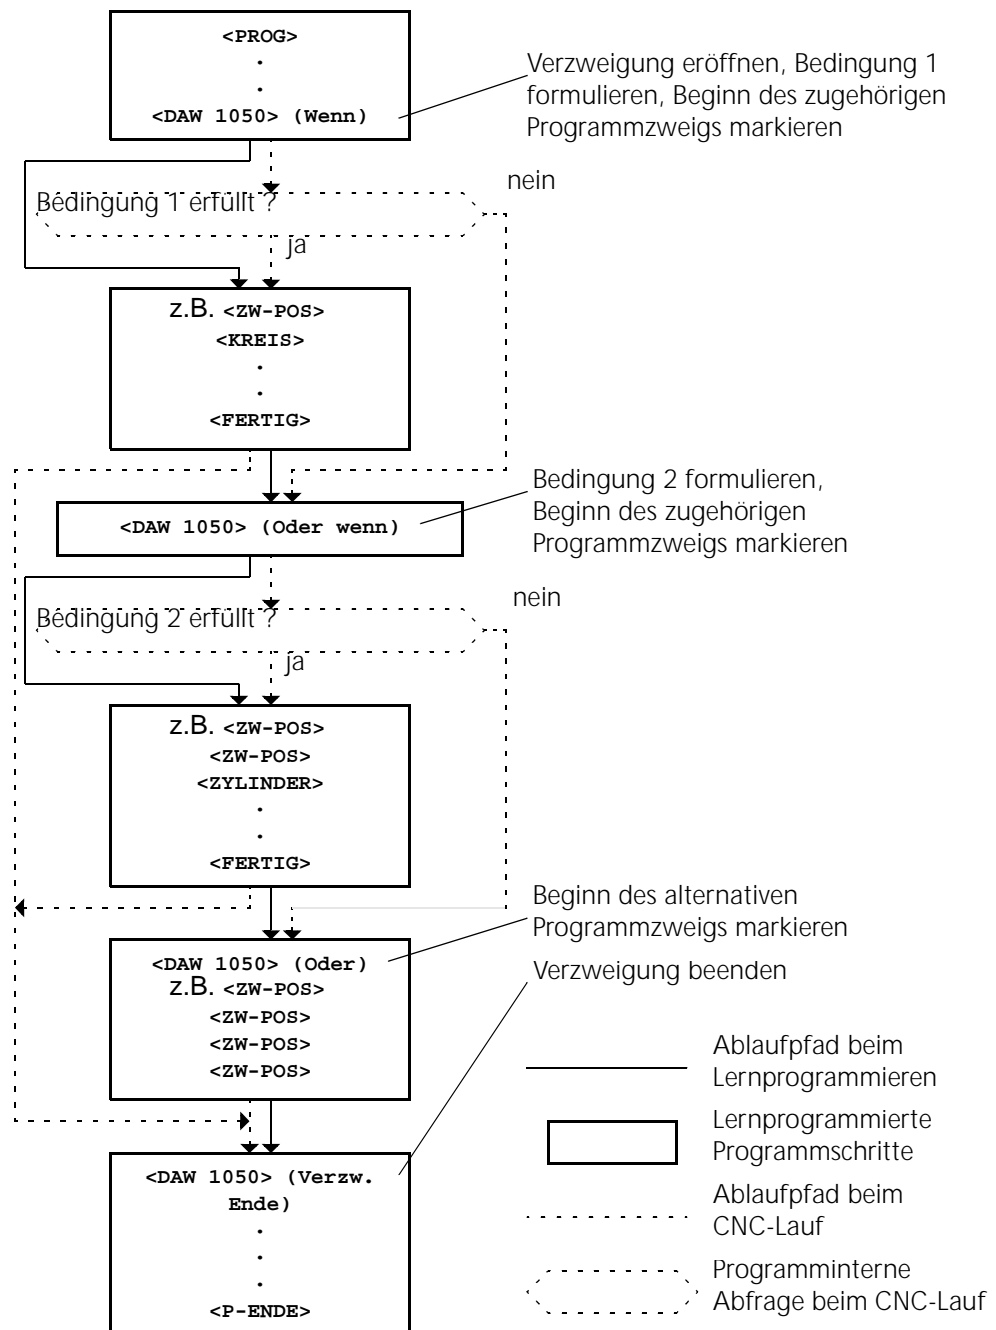 <PROG>
.
.
<DAW 1050> (Wenn)
Verzweigung eröffnen, Bedingung 1
formulieren, Beginn des zugehörigen
Programmzweigs markieren
nein
Bedingung 1 erfüllt ?
ja
z.B. <ZW-POS>
<KREIS>
.
.
<FERTIG>
Bedingung 2 formulieren,
Beginn des zugehörigen
Programmzweigs markieren
<DAW 1050> (Oder wenn)
nein
Bedingung 2 erfüllt ?
ja
z.B. <ZW-POS>
<ZW-POS>
<ZYLINDER>
.
.
<FERTIG>
Beginn des alternativen
Programmzweigs markieren
<DAW 1050> (Oder)
z.B. <ZW-POS>
<ZW-POS>
<ZW-POS>
<ZW-POS>
Verzweigung beenden
<DAW 1050> (Verzw.
Ende)
.
.
.
<P-ENDE>
Ablaufpfad beim
Lernprogrammieren
Lernprogrammierte
Programmschritte
Ablaufpfad beim
CNC-Lauf
Programminterne
Abfrage beim CNC-Lauf